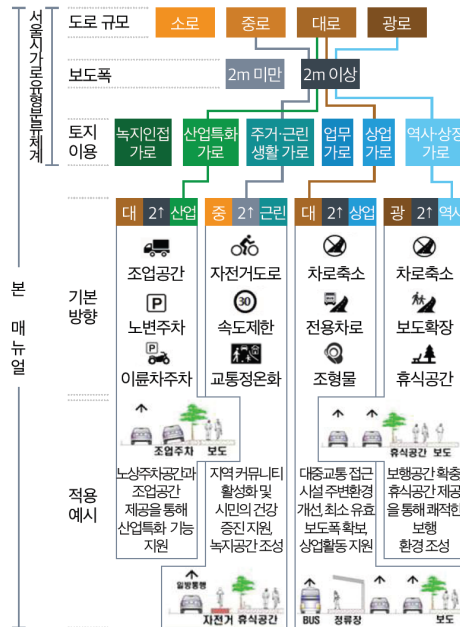 서울시가로유형분류체계
도로 규모 소로 중로 대로 광로
보도폭 2m 미만 2m 이상
토지 이용
녹지인접 가로
산업특화 가로
주거·근린 생활 가로
업무 가로
상업 가로
역사·상징 가로
본 매뉴얼
대 2↑ 산업
중 2↑ 근린
대 2↑ 상업
광 2↑ 역사
기본 방향
조업공간
P
노변주차
P
이륜차주차
자전거도로
30
속도제한
교통정온화
차로축소
전용차로
조형물
차로축소
보도확장
휴식공간
적용 예시
조업주차 보도
노상주차공간과
조업공간
제공을 통해
산업특화 기능
지원
지역 커뮤니티
활성화 및
시민의 건강
증진 지원,
녹지공간 조성
대중교통 접근
시설 주변환경
개선, 최소 유효
보도폭 확보,
상업활동 지원
휴식공간 보도
보행공간 확충,
휴식공간 제공
을 통해 쾌적한
보행
환경 조성
일방통행
자전거 휴식공간
BUS 정류장
보도